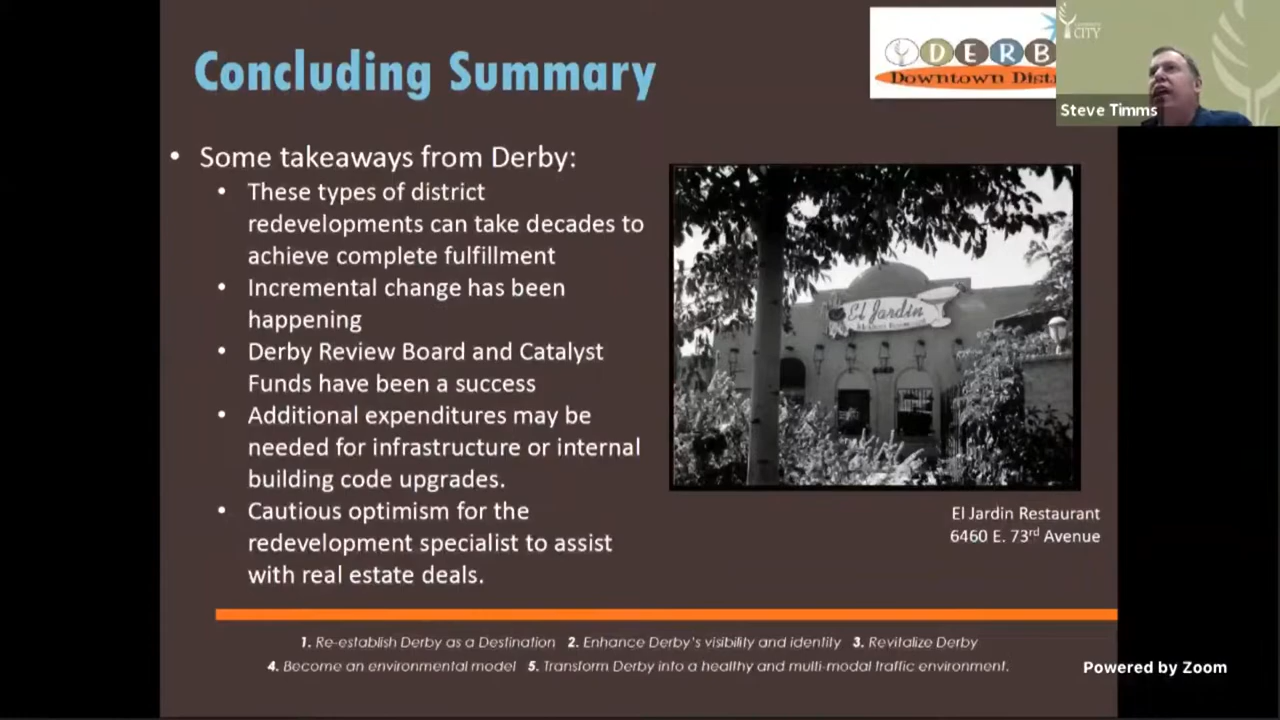 Concluding Summary
DERB
Downtown Distr
CITY
Steve Timms
• Some takeaways from Derby:
• These types of district
redevelopments can take decades to
achieve complete fulfillment
• Incremental change has been
happening
• Derby Review Board and Catalyst
Funds have been a success
• Additional expenditures may be
needed for infrastructure or internal
building code upgrades.
• Cautious optimism for the
redevelopment specialist to assist
with real estate deals.
El Jardin
El Jardin Restaurant
6460 E. 73rd Avenue
1. Re-establish Derby as a Destination 2. Enhance Derby's visibility and identity 3. Revitalize Derby
4. Become an environmental model 5. Transform Derby into a healthy and multi-modal traffic environment.
Powered by Zoom